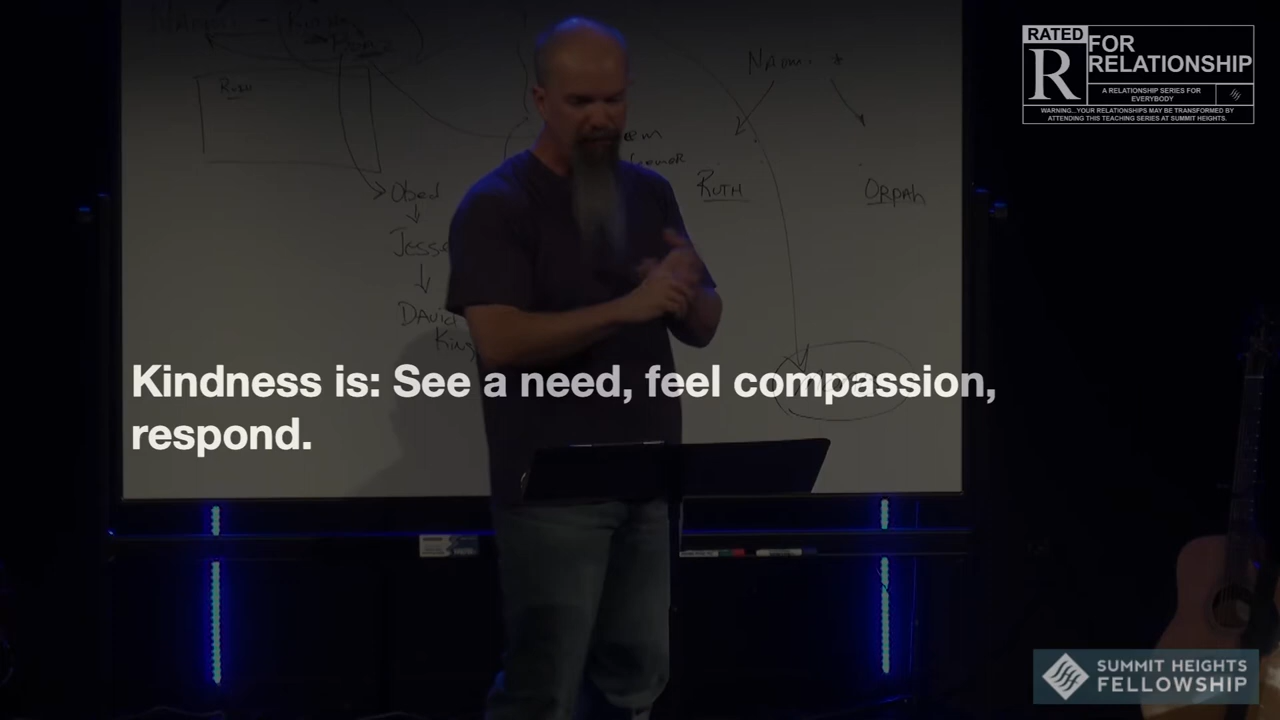 RATED
R
FOR
RELATIONSHIP
A RELATIONSHIP SERIES FOR
EVERYBODY
WARNING...YOUR RELATIONSHIPS MAY BE TRANSFORMED BY
ATTENDING THIS TEACHING SERIES AT SUMMIT HEIGHTS.
Ruth
Naomi *
RUTH
ORPAH
Obed
Jesse
DAVID
King
Kindness is: See a need, feel compassion,
respond.
SUMMIT HEIGHTS
FELLOWSHIP